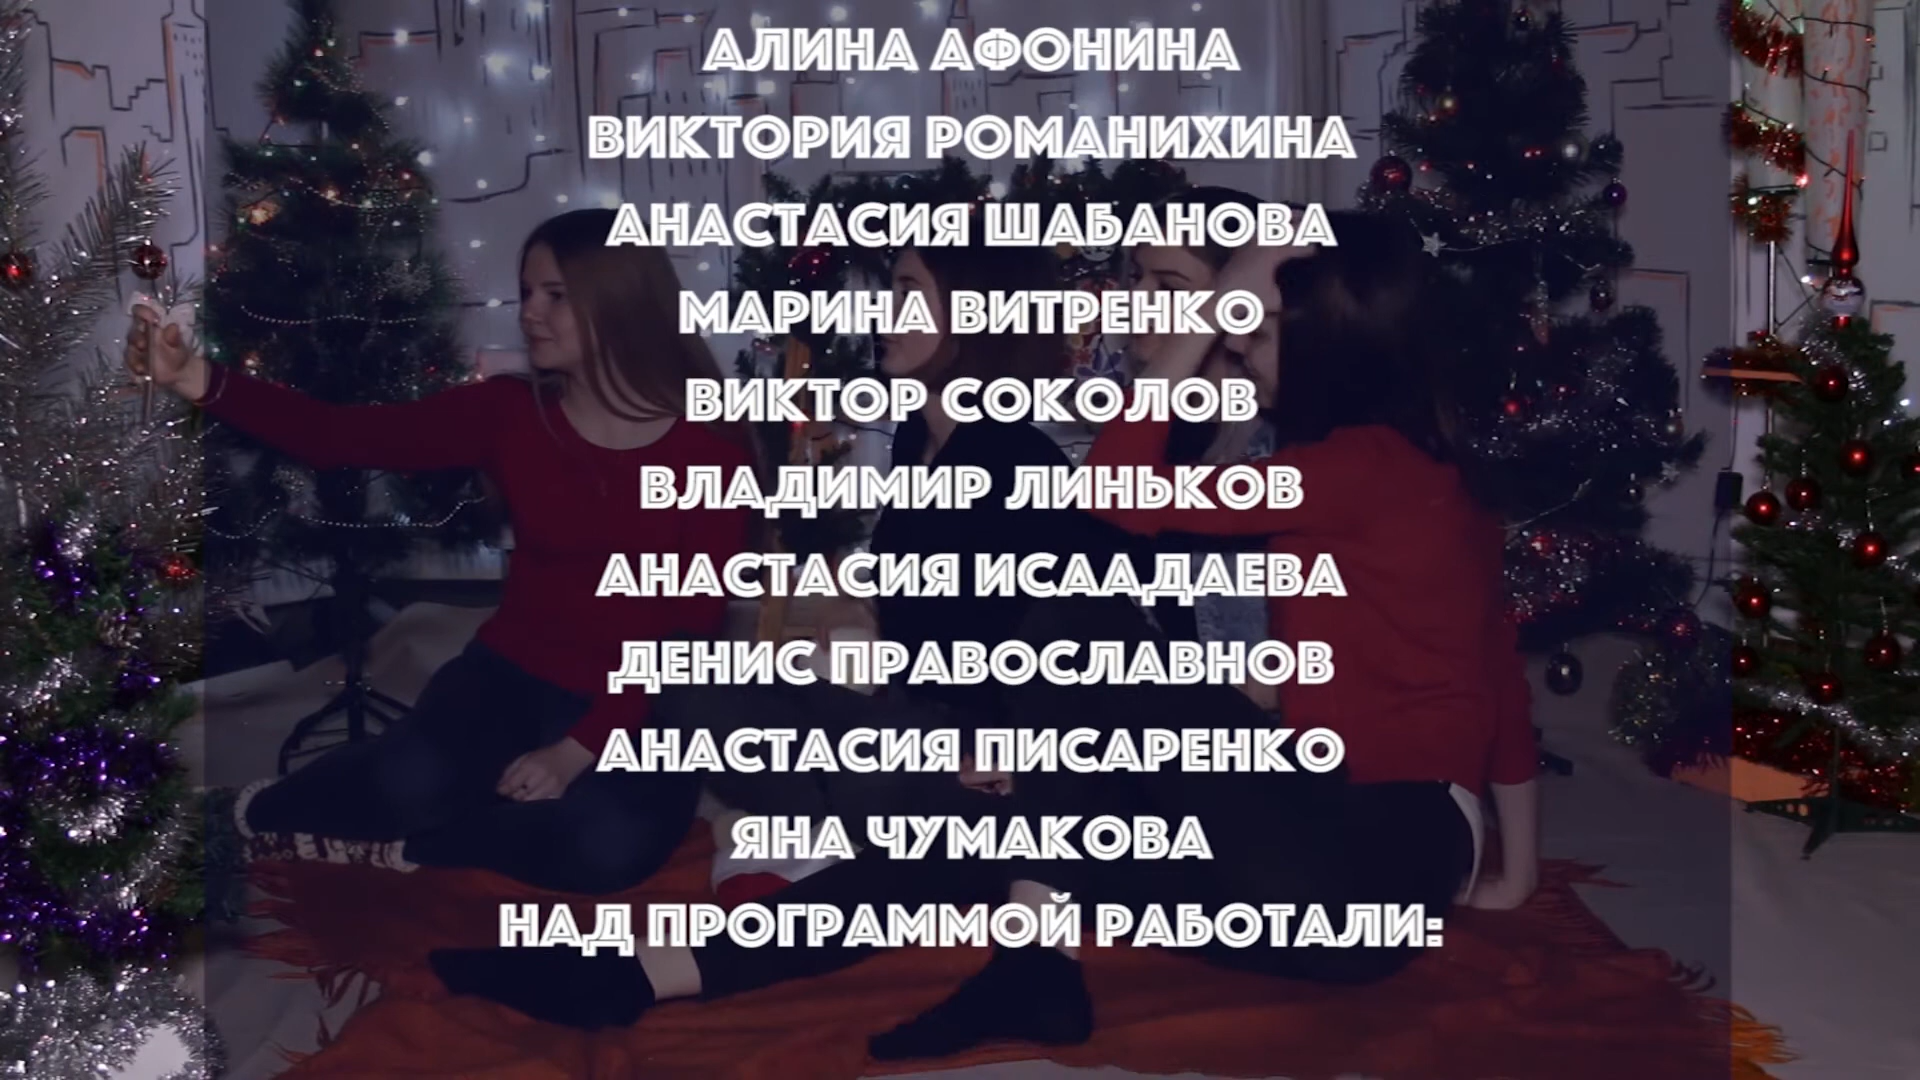 АЛИНА АФОНИНА
ВИКТОРИЯ РОМАНИХИНА
АНАСТАСИЯ ШАБАНОВА
МАРИНА ВИТРЕНКО
ВИКТОР СОКОЛОВ
ВЛАДИМИР ЛИНЬКОВ
АНАСТАСИЯ ИСААДАЕВА
ДЕНИС ПРАВОСЛАВНОВ
АНАСТАСИЯ ПИСАРЕНКО
ЯНА ЧУМАКОВА
НАД ПРОГРАММОЙ РАБОТАЛИ: